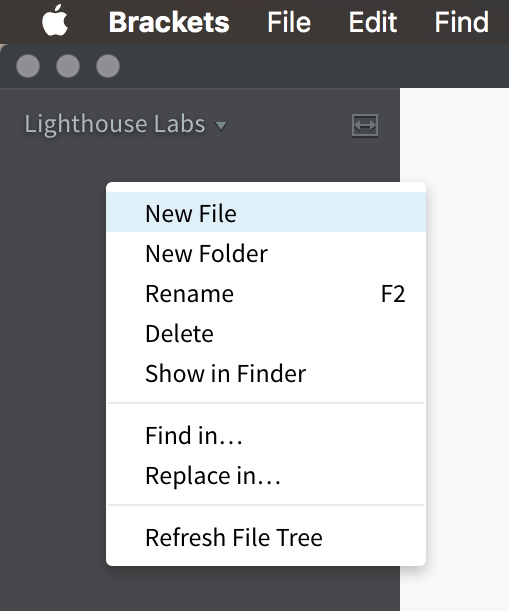 Brackets File Edit Find
Lighthouse Labs
New File
New Folder
Rename F2
Delete
Show in Finder
Find in…
Replace in…
Refresh File Tree